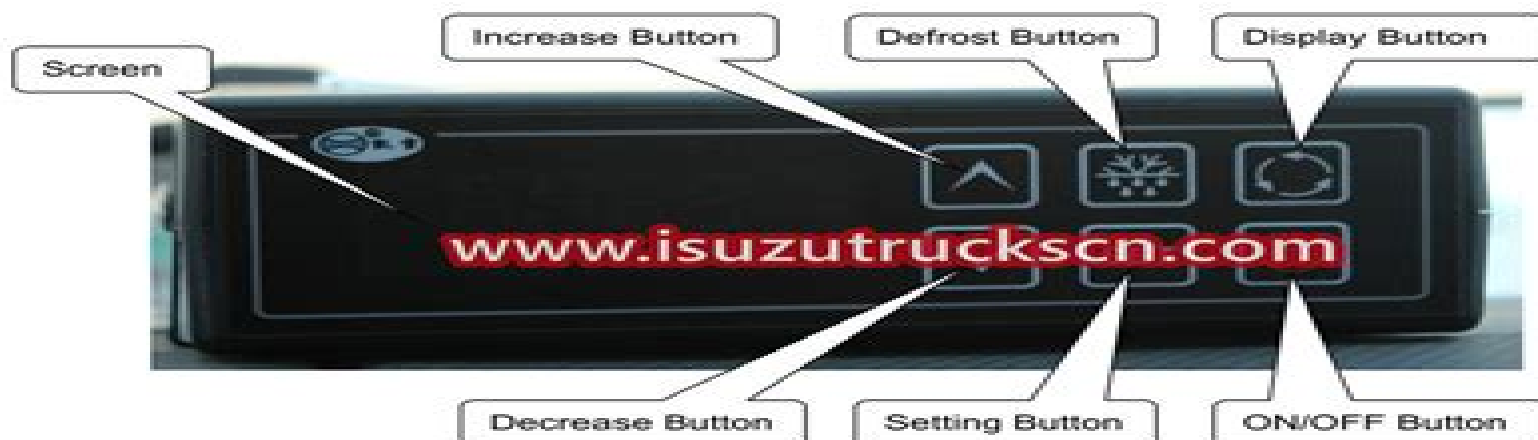 Increase Button
Defrost Button
Display Button
Screen
www.isuzutruckscn.com
Decrease Button
Setting Button
ON/OFF Button